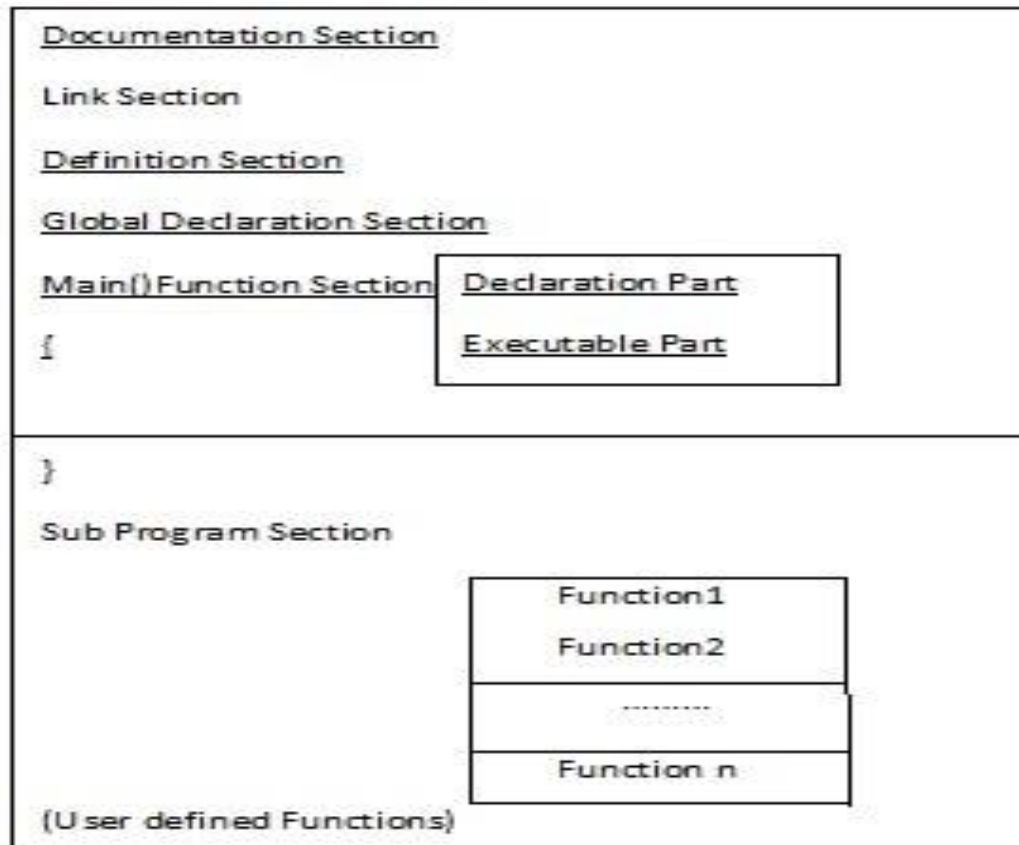 Documentation Section
Link Section
Definition Section
Global Declaration Section
Main()Function Section
Declaration Part
{
Executable Part
}
Sub Program Section
Function1
Function2
---------
Function n
(User defined Functions)